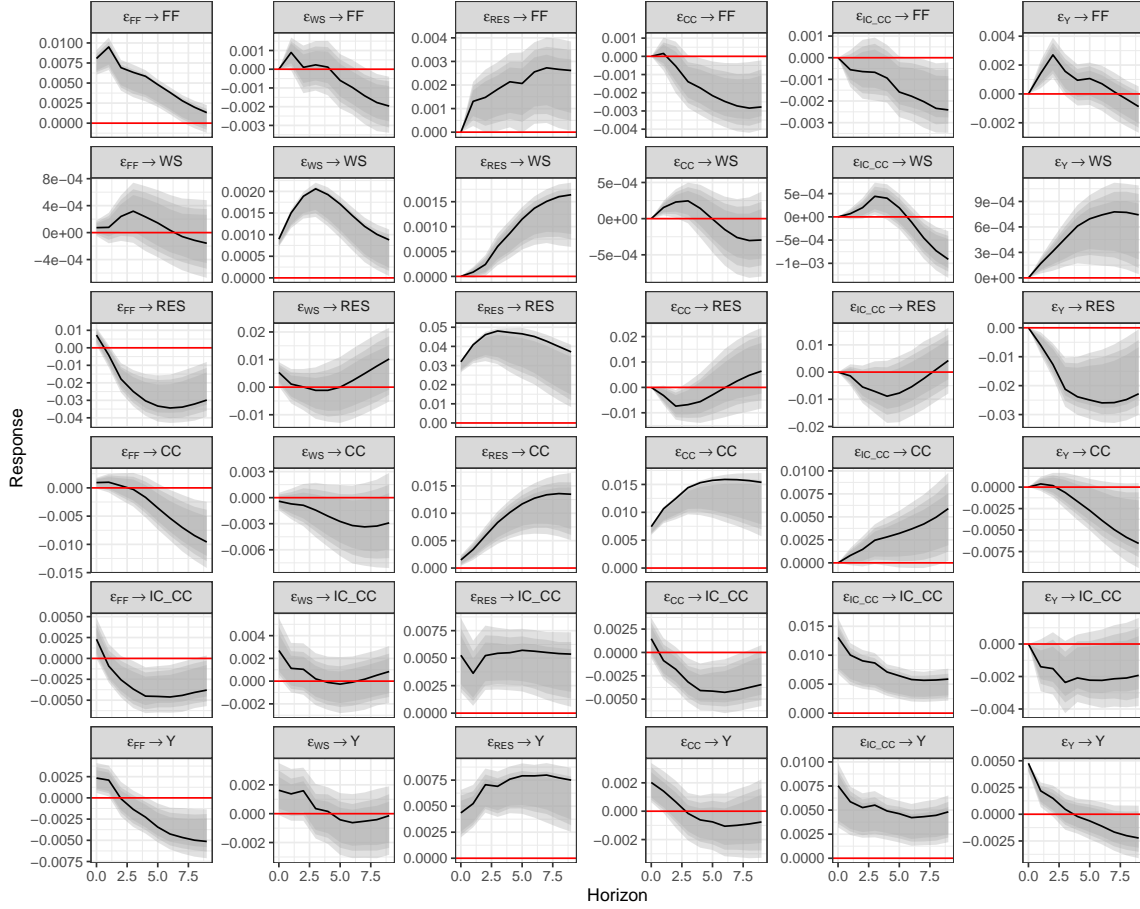 ε_FF → FF ε_WS → FF ε_RES → FF ε_CC → FF ε_IC_CC → FF ε_Y → FF
0.0100 0.0075 0.0050 0.0025 0.0000
0.001 0.000 −0.001 −0.002 −0.003
0.004 0.003 0.002 0.001 0.000
0.001 0.000 −0.001 −0.002 −0.003 −0.004
0.000 −0.001 −0.002 −0.003
0.004 0.002 0.000 −0.002
ε_FF → WS ε_WS → WS ε_RES → WS ε_CC → WS ε_IC_CC → WS ε_Y → WS
8e−04 4e−04 0e+00 −4e−04
0.0020 0.0015 0.0010 0.0005 0.0000
0.0015 0.0010 0.0005 0.0000
5e−04 0e+00 −5e−04
5e−04 0e+00 −5e−04 −1e−03
9e−04 6e−04 3e−04 0e+00
ε_FF → RES ε_WS → RES ε_RES → RES ε_CC → RES ε_IC_CC → RES ε_Y → RES
0.01 0.00 −0.01 −0.02 −0.03 −0.04
0.02 0.01 0.00 −0.01
0.05 0.04 0.03 0.02 0.01 0.00
0.02 0.01 0.00 −0.01
0.01 0.00 −0.01 −0.02
0.00 −0.01 −0.02 −0.03
Response
ε_FF → CC ε_WS → CC ε_RES → CC ε_CC → CC ε_IC_CC → CC ε_Y → CC
0.000 −0.005 −0.010 −0.015
0.003 0.000 −0.003 −0.006
0.015 0.010 0.005 0.000
0.015 0.010 0.005 0.000
0.0100 0.0075 0.0050 0.0025 0.0000
0.0000 −0.0025 −0.0050 −0.0075
ε_FF → IC_CC ε_WS → IC_CC ε_RES → IC_CC ε_CC → IC_CC ε_IC_CC → IC_CC ε_Y → IC_CC
0.0050 0.0025 0.0000 −0.0025 −0.0050
0.004 0.002 0.000 −0.002
0.0075 0.0050 0.0025 0.0000
0.0025 0.0000 −0.0025 −0.0050
0.015 0.010 0.005 0.000
0.000 −0.002 −0.004
ε_FF → Y ε_WS → Y ε_RES → Y ε_CC → Y ε_IC_CC → Y ε_Y → Y
0.0025 0.0000 −0.0025 −0.0050 −0.0075
0.002 0.000 −0.002
0.0075 0.0050 0.0025 0.0000
0.002 0.000 −0.002
0.0100 0.0075 0.0050 0.0025 0.0000
0.0050 0.0025 0.0000 −0.0025
0.0 2.5 5.0 7.5 0.0 2.5 5.0 7.5 0.0 2.5 5.0 7.5 0.0 2.5 5.0 7.5 0.0 2.5 5.0 7.5 0.0 2.5 5.0 7.5
Horizon